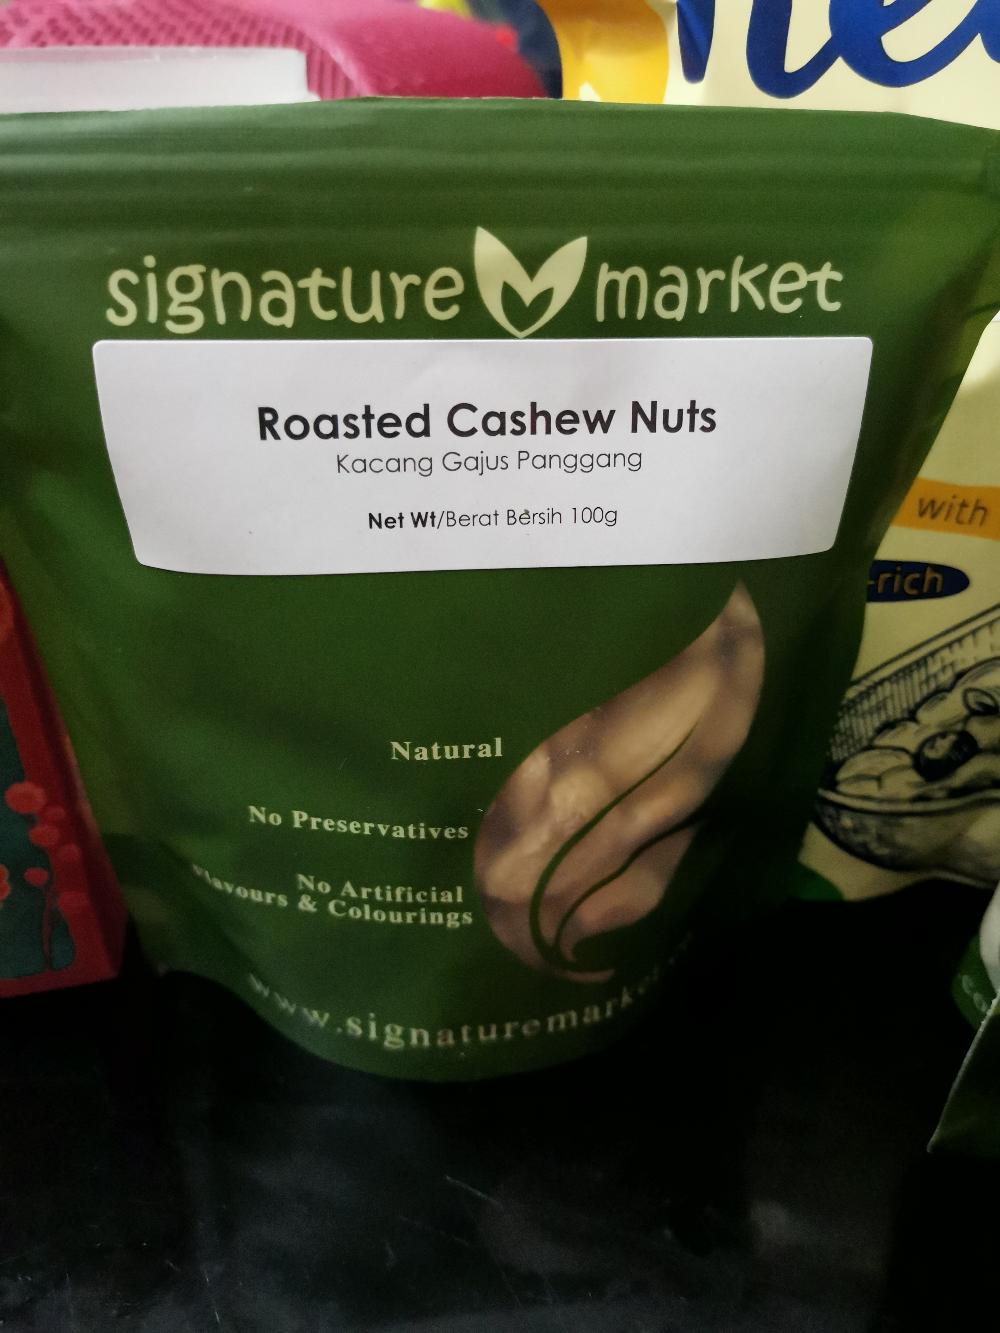 signature market
Roasted Cashew Nuts
Kacang Gajus Panggang
Net Wt/Berat Bersih 100g
with
-rich
Natural
No Preservatives
No Artificial
Flavours & Colourings
www.signaturemarket